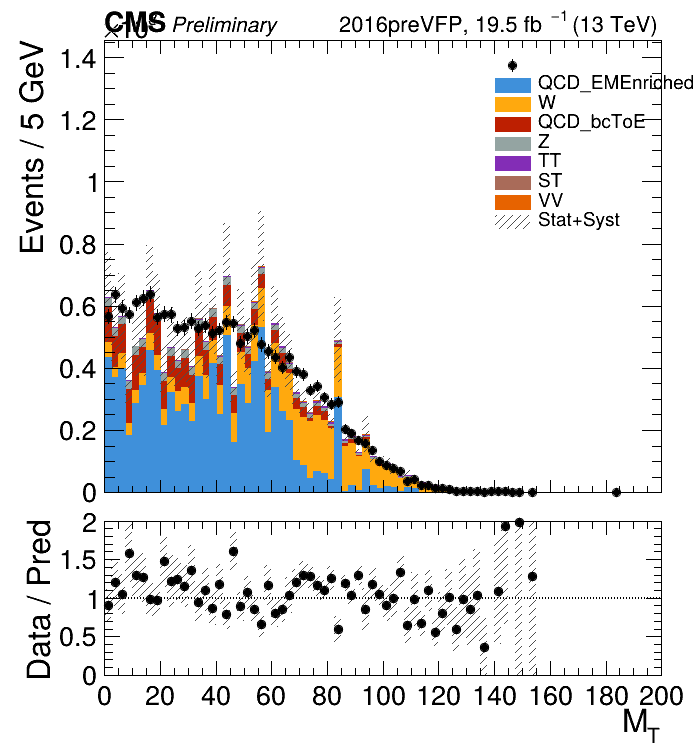 CMS Preliminary 2016preVFP, 19.5 fb⁻¹ (13 TeV)
Events / 5 GeV
1.4
1.2
1
0.8
0.6
0.4
0.2
0
QCD_EMEnriched
W
QCD_bcToE
Z
TT
ST
VV
Stat+Syst
Data / Pred
2
1.5
1
0.5
0
0 20 40 60 80 100 120 140 160 180 200
M_T